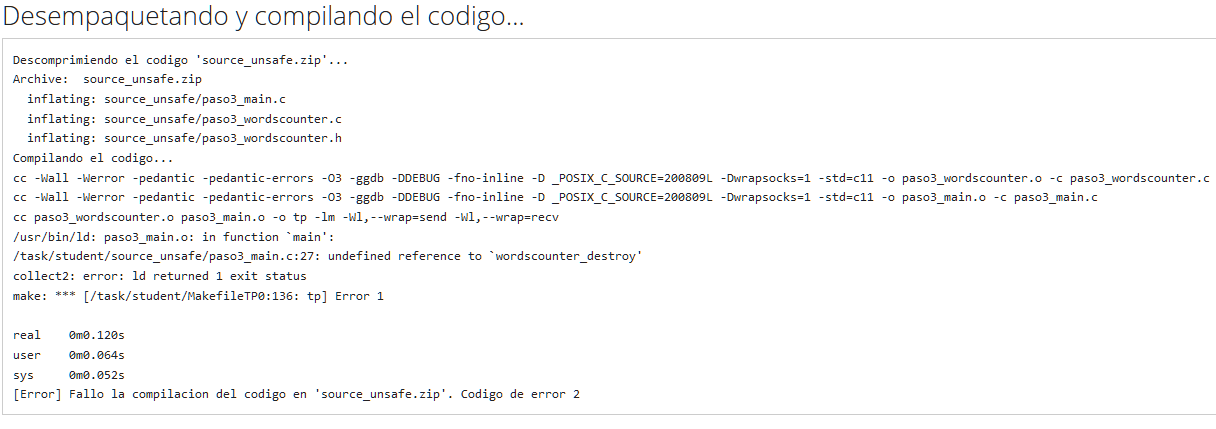 Desempaquetando y compilando el codigo...
Descomprimiendo el codigo 'source_unsafe.zip'...
Archive:  source_unsafe.zip
  inflating: source_unsafe/paso3_main.c
  inflating: source_unsafe/paso3_wordscounter.c
  inflating: source_unsafe/paso3_wordscounter.h
Compilando el codigo...
cc -Wall -Werror -pedantic -pedantic-errors -O3 -ggdb -DDEBUG -fno-inline -D _POSIX_C_SOURCE=200809L -Dwrapsocks=1 -std=c11 -o paso3_wordscounter.o -c paso3_wordscounter.c
cc -Wall -Werror -pedantic -pedantic-errors -O3 -ggdb -DDEBUG -fno-inline -D _POSIX_C_SOURCE=200809L -Dwrapsocks=1 -std=c11 -o paso3_main.o -c paso3_main.c
cc paso3_wordscounter.o paso3_main.o -o tp -lm -Wl,--wrap=send -Wl,--wrap=recv
/usr/bin/ld: paso3_main.o: in function `main':
/task/student/source_unsafe/paso3_main.c:27: undefined reference to `wordscounter_destroy'
collect2: error: ld returned 1 exit status
make: *** [/task/student/MakefileTP0:136: tp] Error 1
real    0m0.120s
user    0m0.064s
sys     0m0.052s
[Error] Fallo la compilacion del codigo en 'source_unsafe.zip'. Codigo de error 2